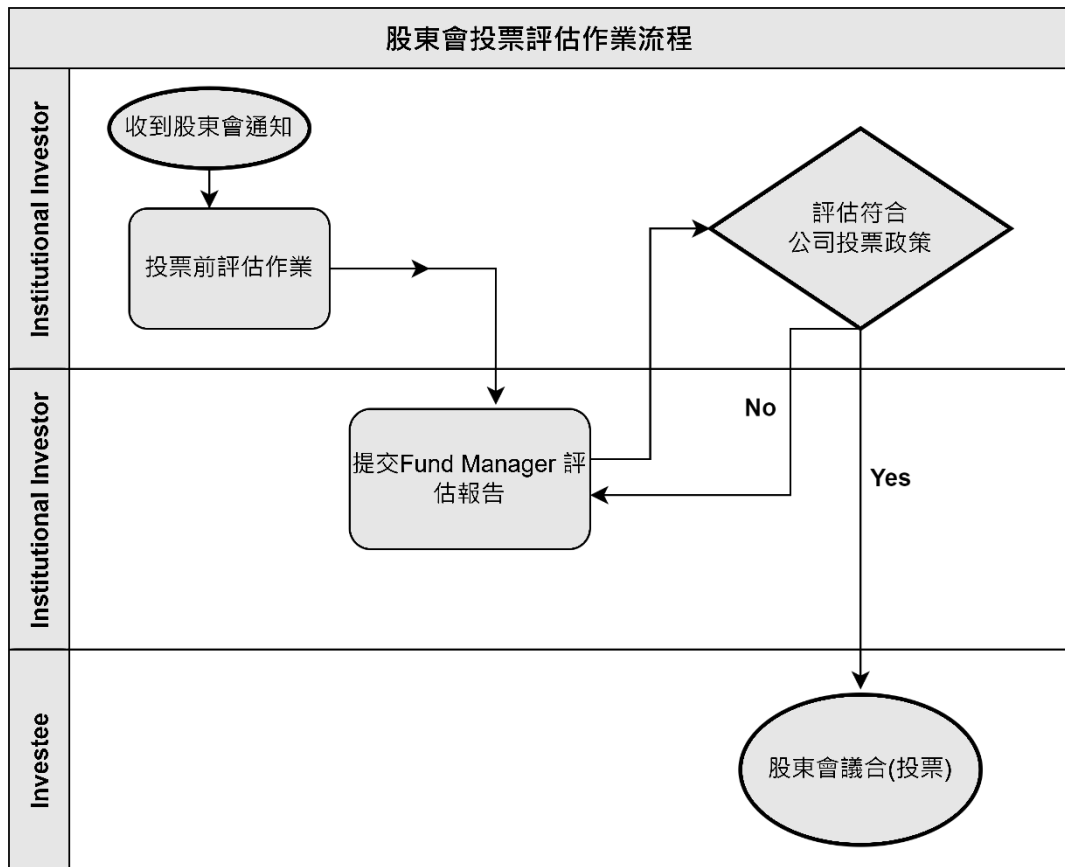 股東會投票評估作業流程
Institutional Investor
收到股東會通知
投票前評估作業
評估符合
公司投票政策
Institutional Investor
提交Fund Manager 評
估報告
No
Yes
Investee
股東會議合(投票)